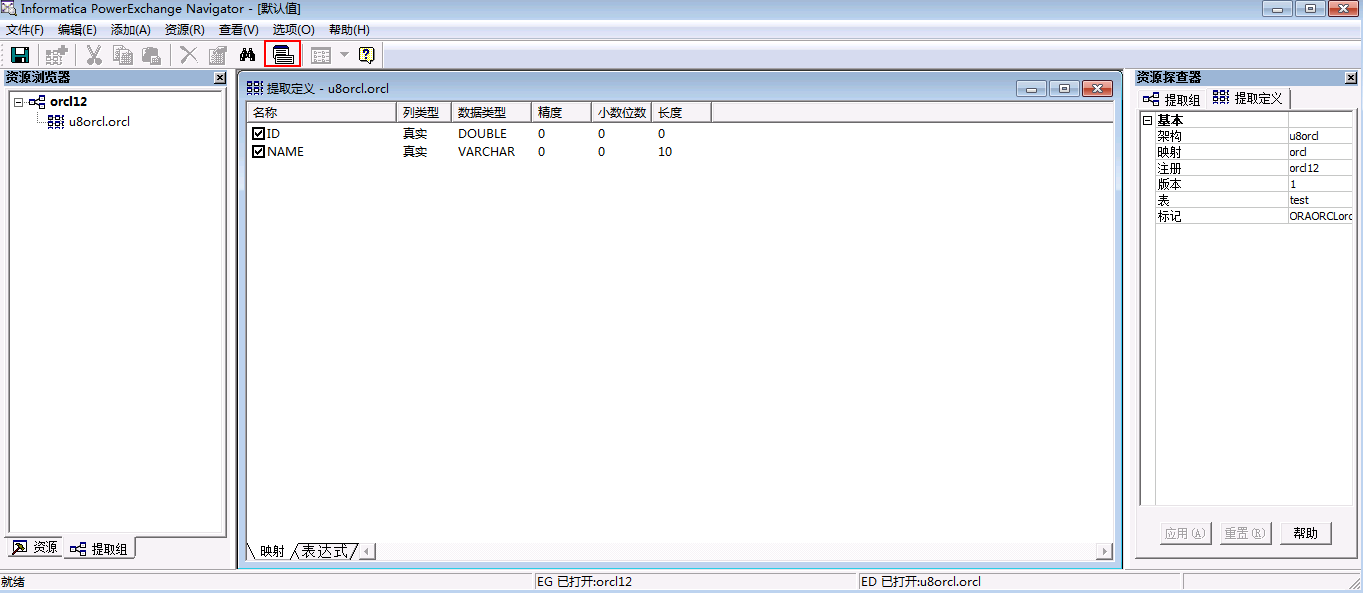 Informatica PowerExchange Navigator - [默认值]
文件(F) 编辑(E) 添加(A) 资源(R) 查看(V) 选项(O) 帮助(H)
资源浏览器
orcl12
u8orcl.orcl
资源 提取组
提取定义 - u8orcl.orcl
名称 列类型 数据类型 精度 小数位数 长度
ID 真实 DOUBLE 0 0 0
NAME 真实 VARCHAR 0 0 10
映射 表达式
资源探查器
提取组 提取定义
基本
架构 u8orcl
映射 orcl
注册 orcl12
版本 1
表 test
标记 ORAORCLorc
应用(A) 重置(R) 帮助
就绪 EG 已打开:orcl12 ED 已打开:u8orcl.orcl